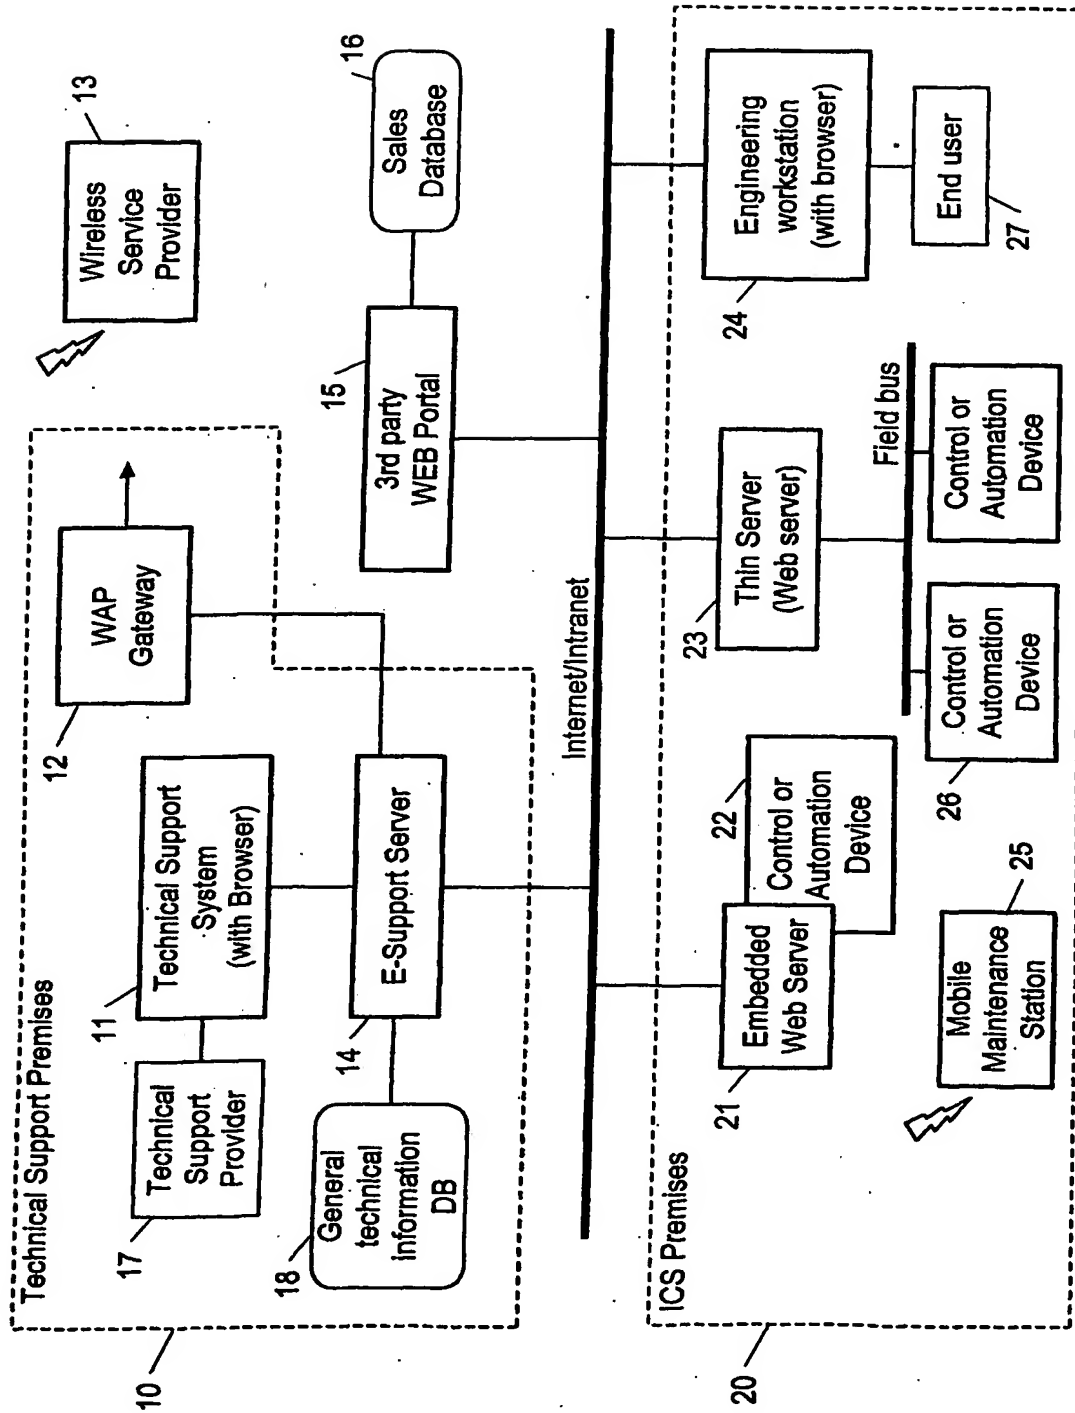 Technical Support Premises
10
17
Technical
Support
Provider
11
Technical Support
System
(with Browser)
12
WAP
Gateway
13
Wireless
Service
Provider
18
General
technical
information
DB
14
E-Support Server
15
3rd party
WEB Portal
16
Sales
Database
Internet/Intranet
ICS Premises
20
21
Embedded
Web Server
22
Control or
Automation
Device
23
Thin Server
(Web server)
24
Engineering
workstation
(with browser)
End user
27
Field bus
25
Mobile
Maintenance
Station
26
Control or
Automation
Device
Control or
Automation
Device